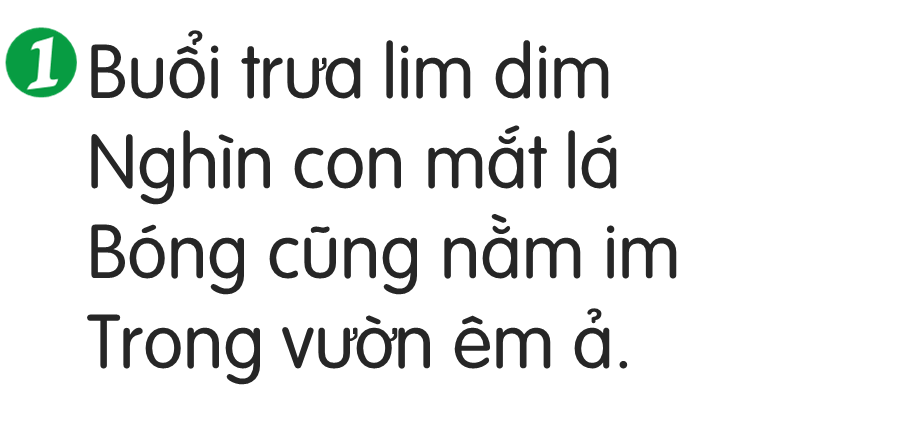 1 Buổi trưa lim dim
Nghìn con mắt lá
Bóng cũng nằm im
Trong vườn êm ả.